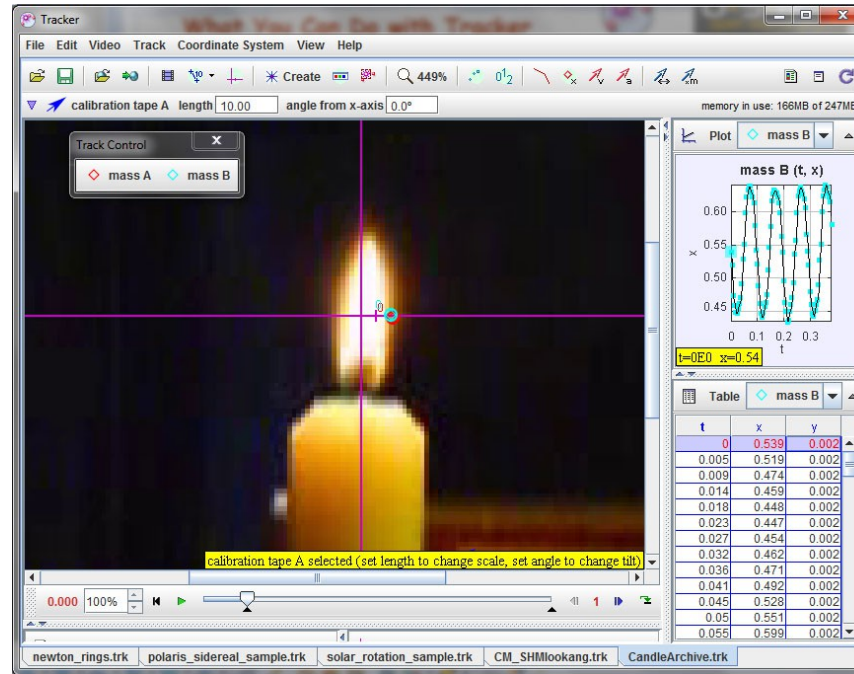 What You Can Do with Tracker
Tracker
File Edit Video Track Coordinate System View Help
Create 449%
calibration tape A length 10.00 angle from x-axis 0.0° memory in use: 166MB of 247MB
Track Control X
mass A mass B
0
calibration tape A selected (set length to change scale, set angle to change tilt)
0.000 100% 1
Plot mass B
mass B (t, x)
0.60
0.55
x
0.50
0.45
0 0.1 0.2 0.3
t
t=0E0 x=0.54
Table mass B
t x y
0 0.539 0.002
0.005 0.519 0.002
0.009 0.474 0.002
0.014 0.459 0.002
0.018 0.448 0.002
0.023 0.447 0.002
0.027 0.454 0.002
0.032 0.462 0.002
0.036 0.471 0.002
0.041 0.492 0.002
0.045 0.528 0.002
0.05 0.551 0.002
0.055 0.599 0.002
newton_rings.trk polaris_sidereal_sample.trk solar_rotation_sample.trk CM_SHMlookang.trk CandleArchive.trk